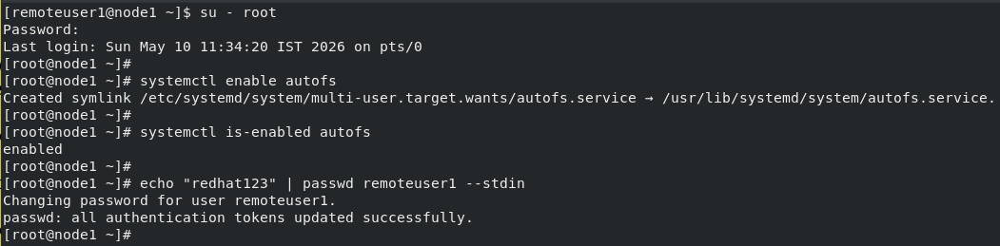 [remoteuser1@node1 ~]$ su - root
Password:
Last login: Sun May 10 11:34:20 IST 2026 on pts/0
[root@node1 ~]#
[root@node1 ~]# systemctl enable autofs
Created symlink /etc/systemd/system/multi-user.target.wants/autofs.service → /usr/lib/systemd/system/autofs.service.
[root@node1 ~]#
[root@node1 ~]# systemctl is-enabled autofs
enabled
[root@node1 ~]#
[root@node1 ~]# echo "redhat123" | passwd remoteuser1 --stdin
Changing password for user remoteuser1.
passwd: all authentication tokens updated successfully.
[root@node1 ~]#